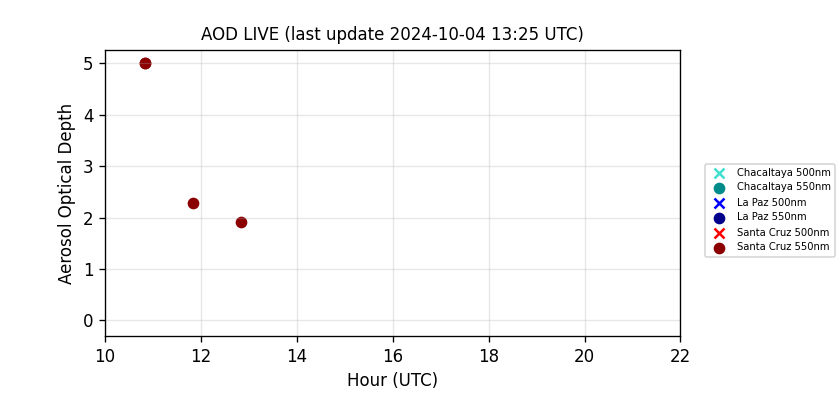 AOD LIVE (last update 2024-10-04 13:25 UTC)
Aerosol Optical Depth
5
4
3
2
1
0
10 12 14 16 18 20 22
Hour (UTC)
Chacaltaya 500nm
Chacaltaya 550nm
La Paz 500nm
La Paz 550nm
Santa Cruz 500nm
Santa Cruz 550nm